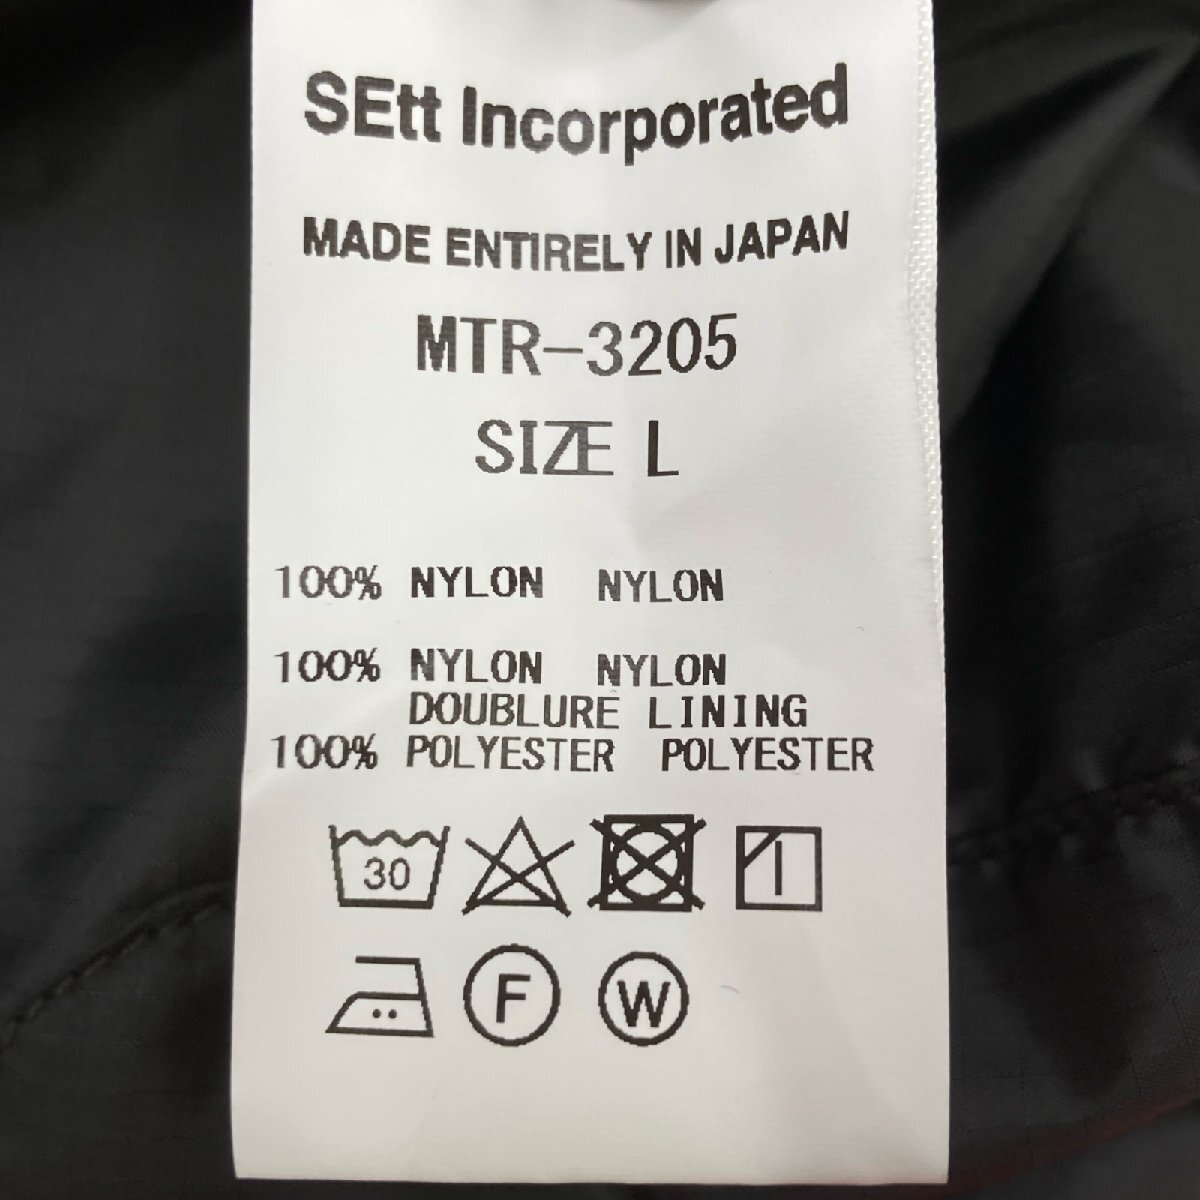 SEtt Incorporated
MADE ENTIRELY IN JAPAN
MTR-3205
SIZE L
100% NYLON NYLON
100% NYLON NYLON
DOUBLURE LINING
100% POLYESTER POLYESTER
30
F W